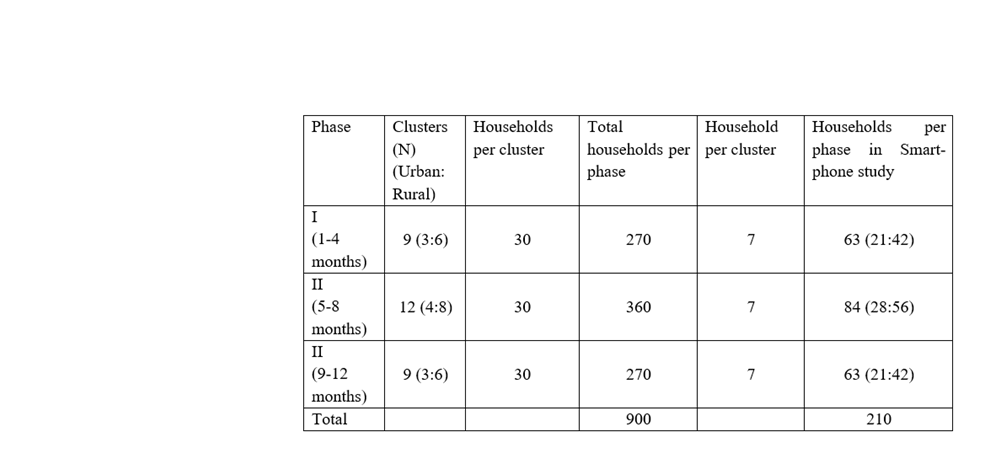 Phase
Clusters
(N)
(Urban:
Rural)
Households
per cluster
Total
households per
phase
Household
per cluster
Households per
phase in Smart-
phone study
I
(1-4
months)
9 (3:6)
30
270
7
63 (21:42)
II
(5-8
months)
12 (4:8)
30
360
7
84 (28:56)
II
(9-12
months)
9 (3:6)
30
270
7
63 (21:42)
Total
900
210